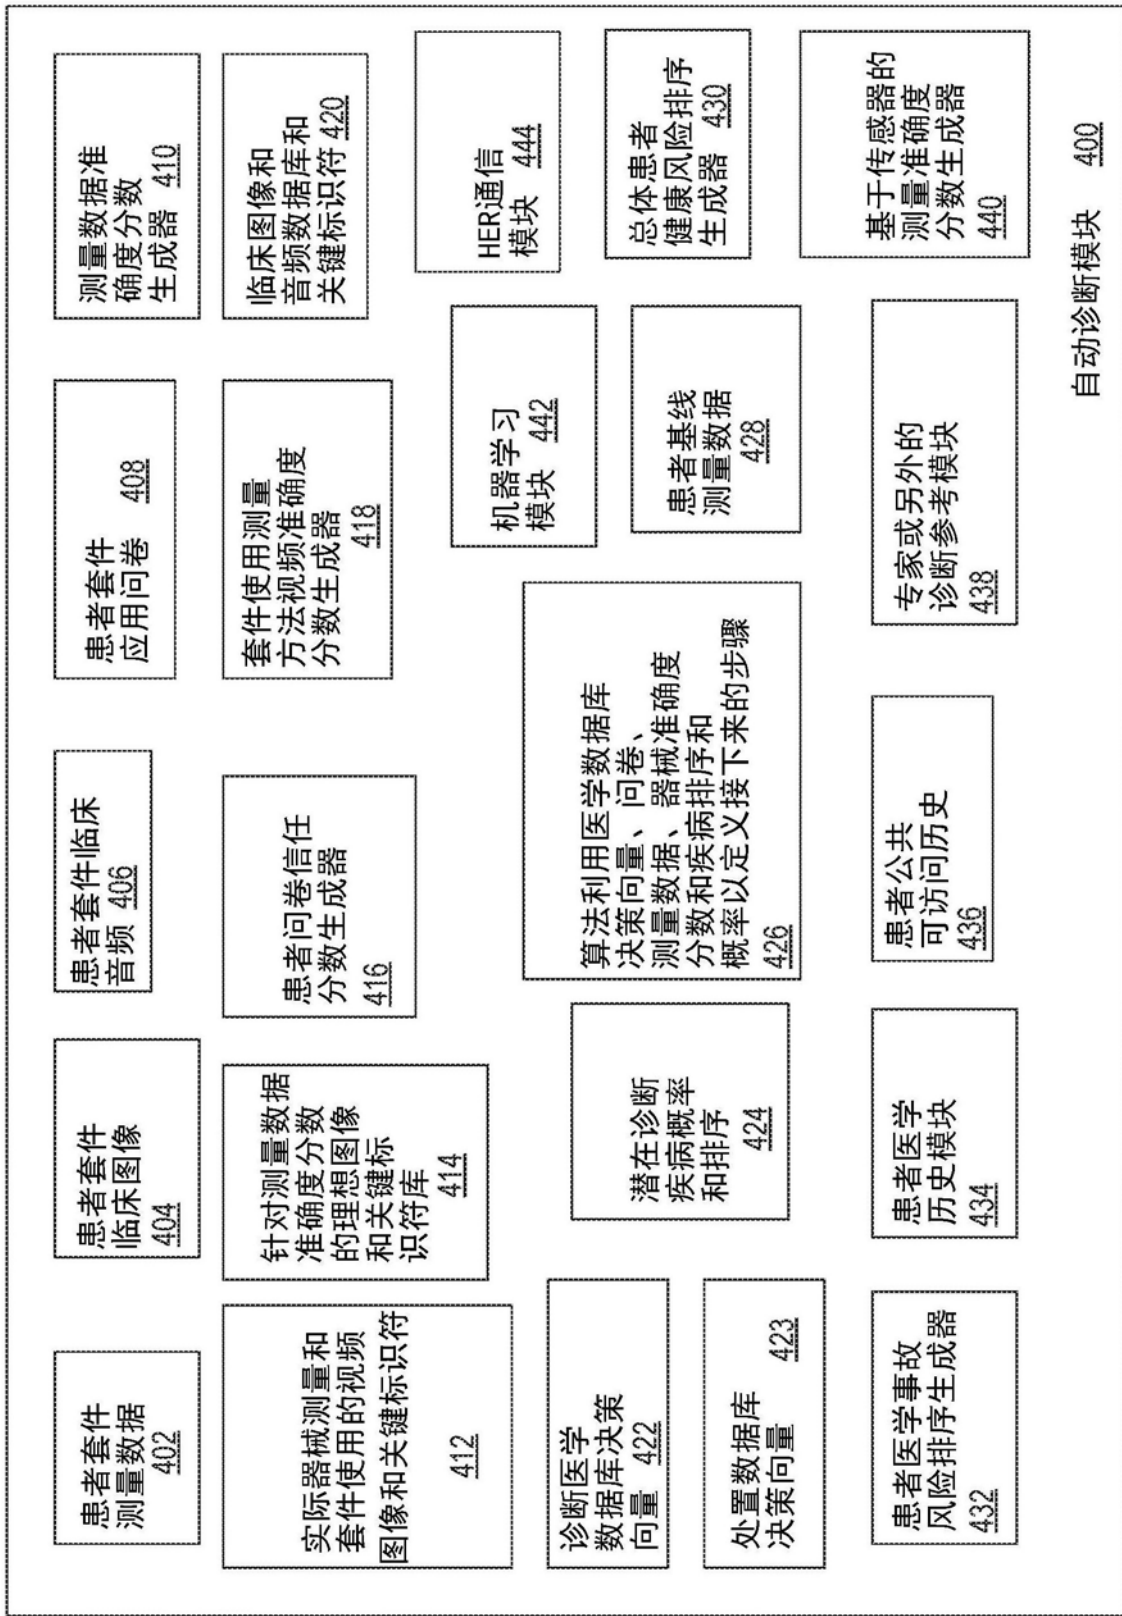 患者套件
测量数据
402
患者套件
临床图像
404
患者套件临床
音频 406
患者套件
应用问卷 408
测量数据准
确度分数
生成器 410
实际器械测量和
套件使用的视频
图像和关键标识符
412
针对测量数据
准确度分数
的理想图像
和关键标
识符库 414
患者问卷信任
分数生成器
416
套件使用测量
方法视频准确度
分数生成器
418
临床图像和
音频数据库和
关键标识符 420
诊断医学
数据库决策
向量 422
处置数据库
决策向量 423
潜在诊断
疾病概率
和排序
424
算法利用医学数据库
决策向量、问卷、
测量数据、器械准确度
分数和疾病排序和
概率以定义接下来的步骤
426
机器学习
模块 442
HER通信
模块
444
患者基线
测量数据
428
总体患者
健康风险排序
生成器 430
患者医学事故
风险排序生成器
432
患者医学
历史模块
434
患者公共
可访问历史
436
专家或另外的
诊断参考模块
438
基于传感器的
测量准确度
分数生成器
440
自动诊断模块 400